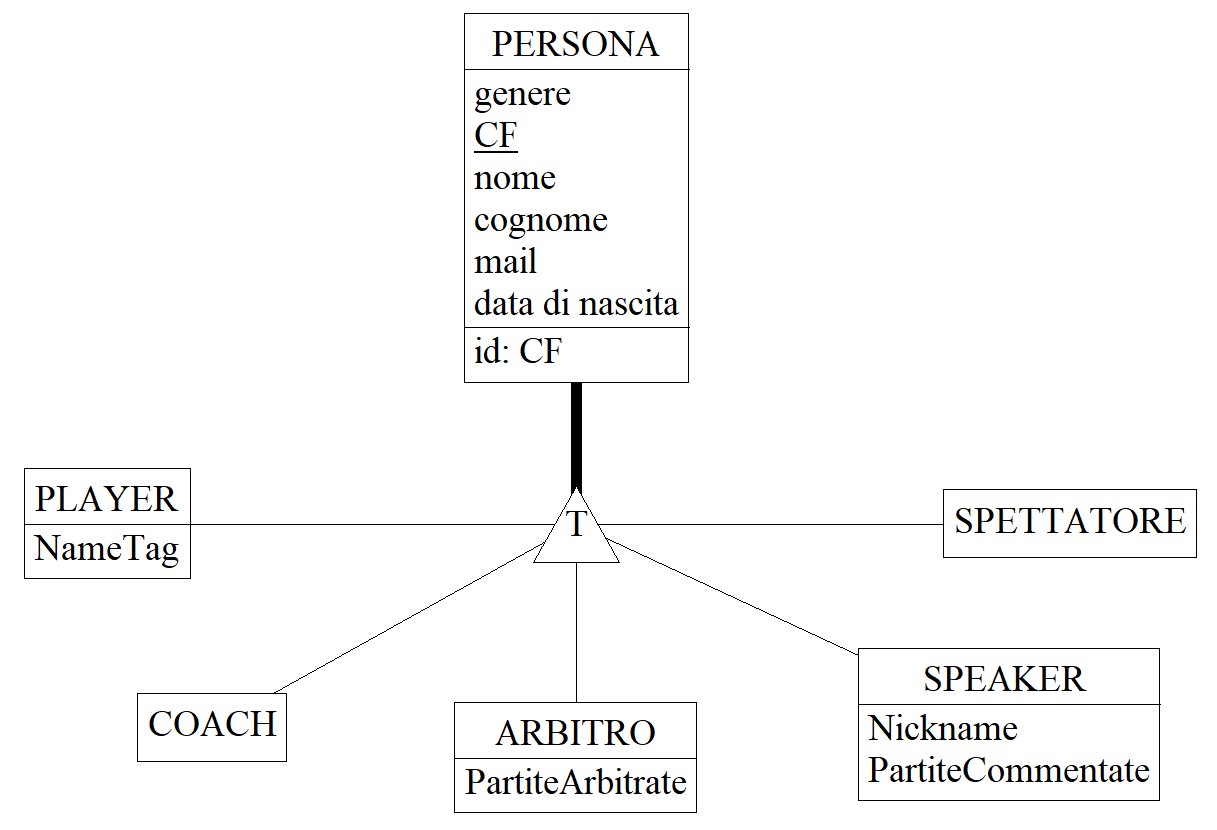 PERSONA
genere
CF
nome
cognome
mail
data di nascita
id: CF
T
PLAYER
NameTag
SPETTATORE
COACH
ARBITRO
PartiteArbitrate
SPEAKER
Nickname
PartiteCommentate